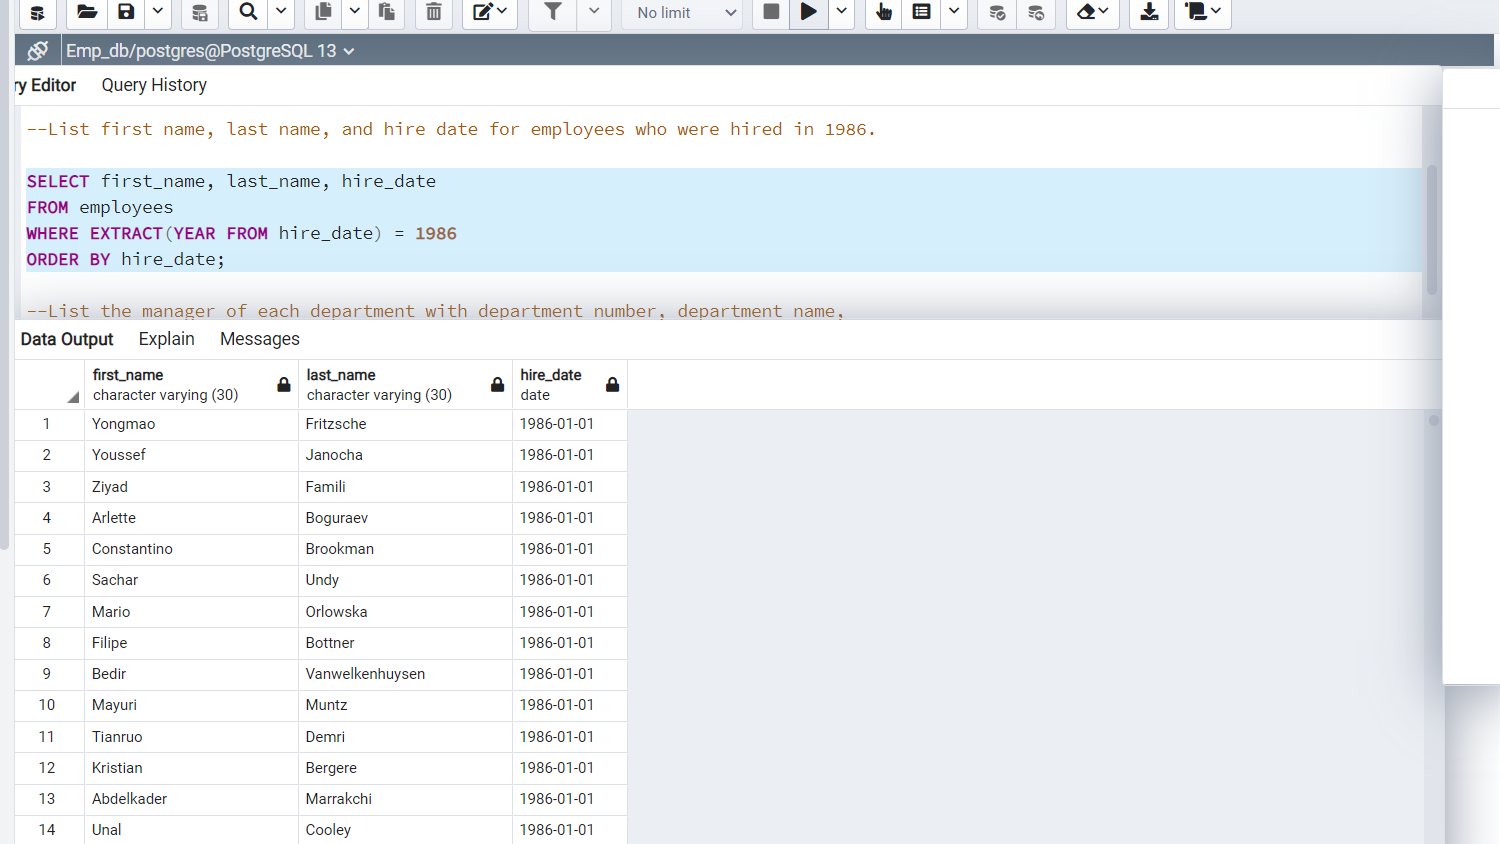 No limit
Emp_db/postgres@PostgreSQL 13
ry Editor Query History
--List first name, last name, and hire date for employees who were hired in 1986.
SELECT first_name, last_name, hire_date
FROM employees
WHERE EXTRACT(YEAR FROM hire_date) = 1986
ORDER BY hire_date;
--List the manager of each department with department number, department name,
Data Output Explain Messages
first_name last_name hire_date
character varying (30) character varying (30) date
1 Yongmao Fritzsche 1986-01-01
2 Youssef Janocha 1986-01-01
3 Ziyad Famili 1986-01-01
4 Arlette Boguraev 1986-01-01
5 Constantino Brookman 1986-01-01
6 Sachar Undy 1986-01-01
7 Mario Orlowska 1986-01-01
8 Filipe Bottner 1986-01-01
9 Bedir Vanwelkenhuysen 1986-01-01
10 Mayuri Muntz 1986-01-01
11 Tianruo Demri 1986-01-01
12 Kristian Bergere 1986-01-01
13 Abdelkader Marrakchi 1986-01-01
14 Unal Cooley 1986-01-01